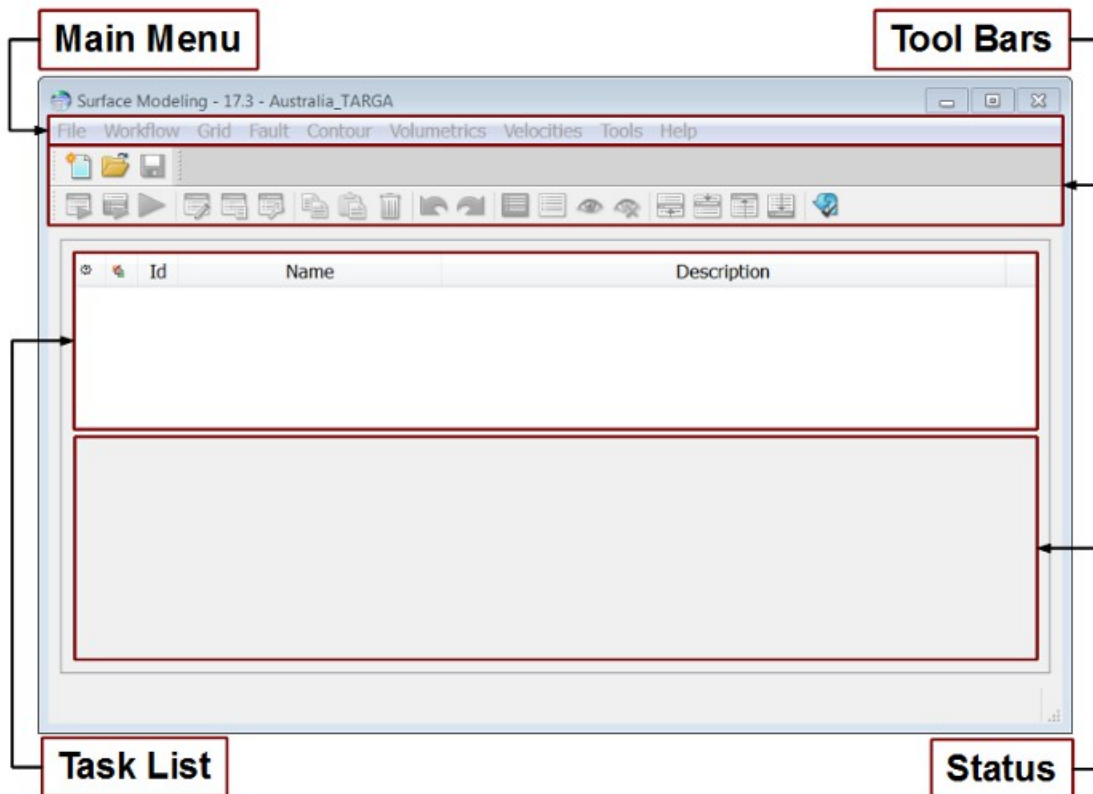 Main Menu
Tool Bars
Surface Modeling - 17.3 - Australia_TARGA
File Workflow Grid Fault Contour Volumetrics Velocities Tools Help
Id Name Description
Task List
Status